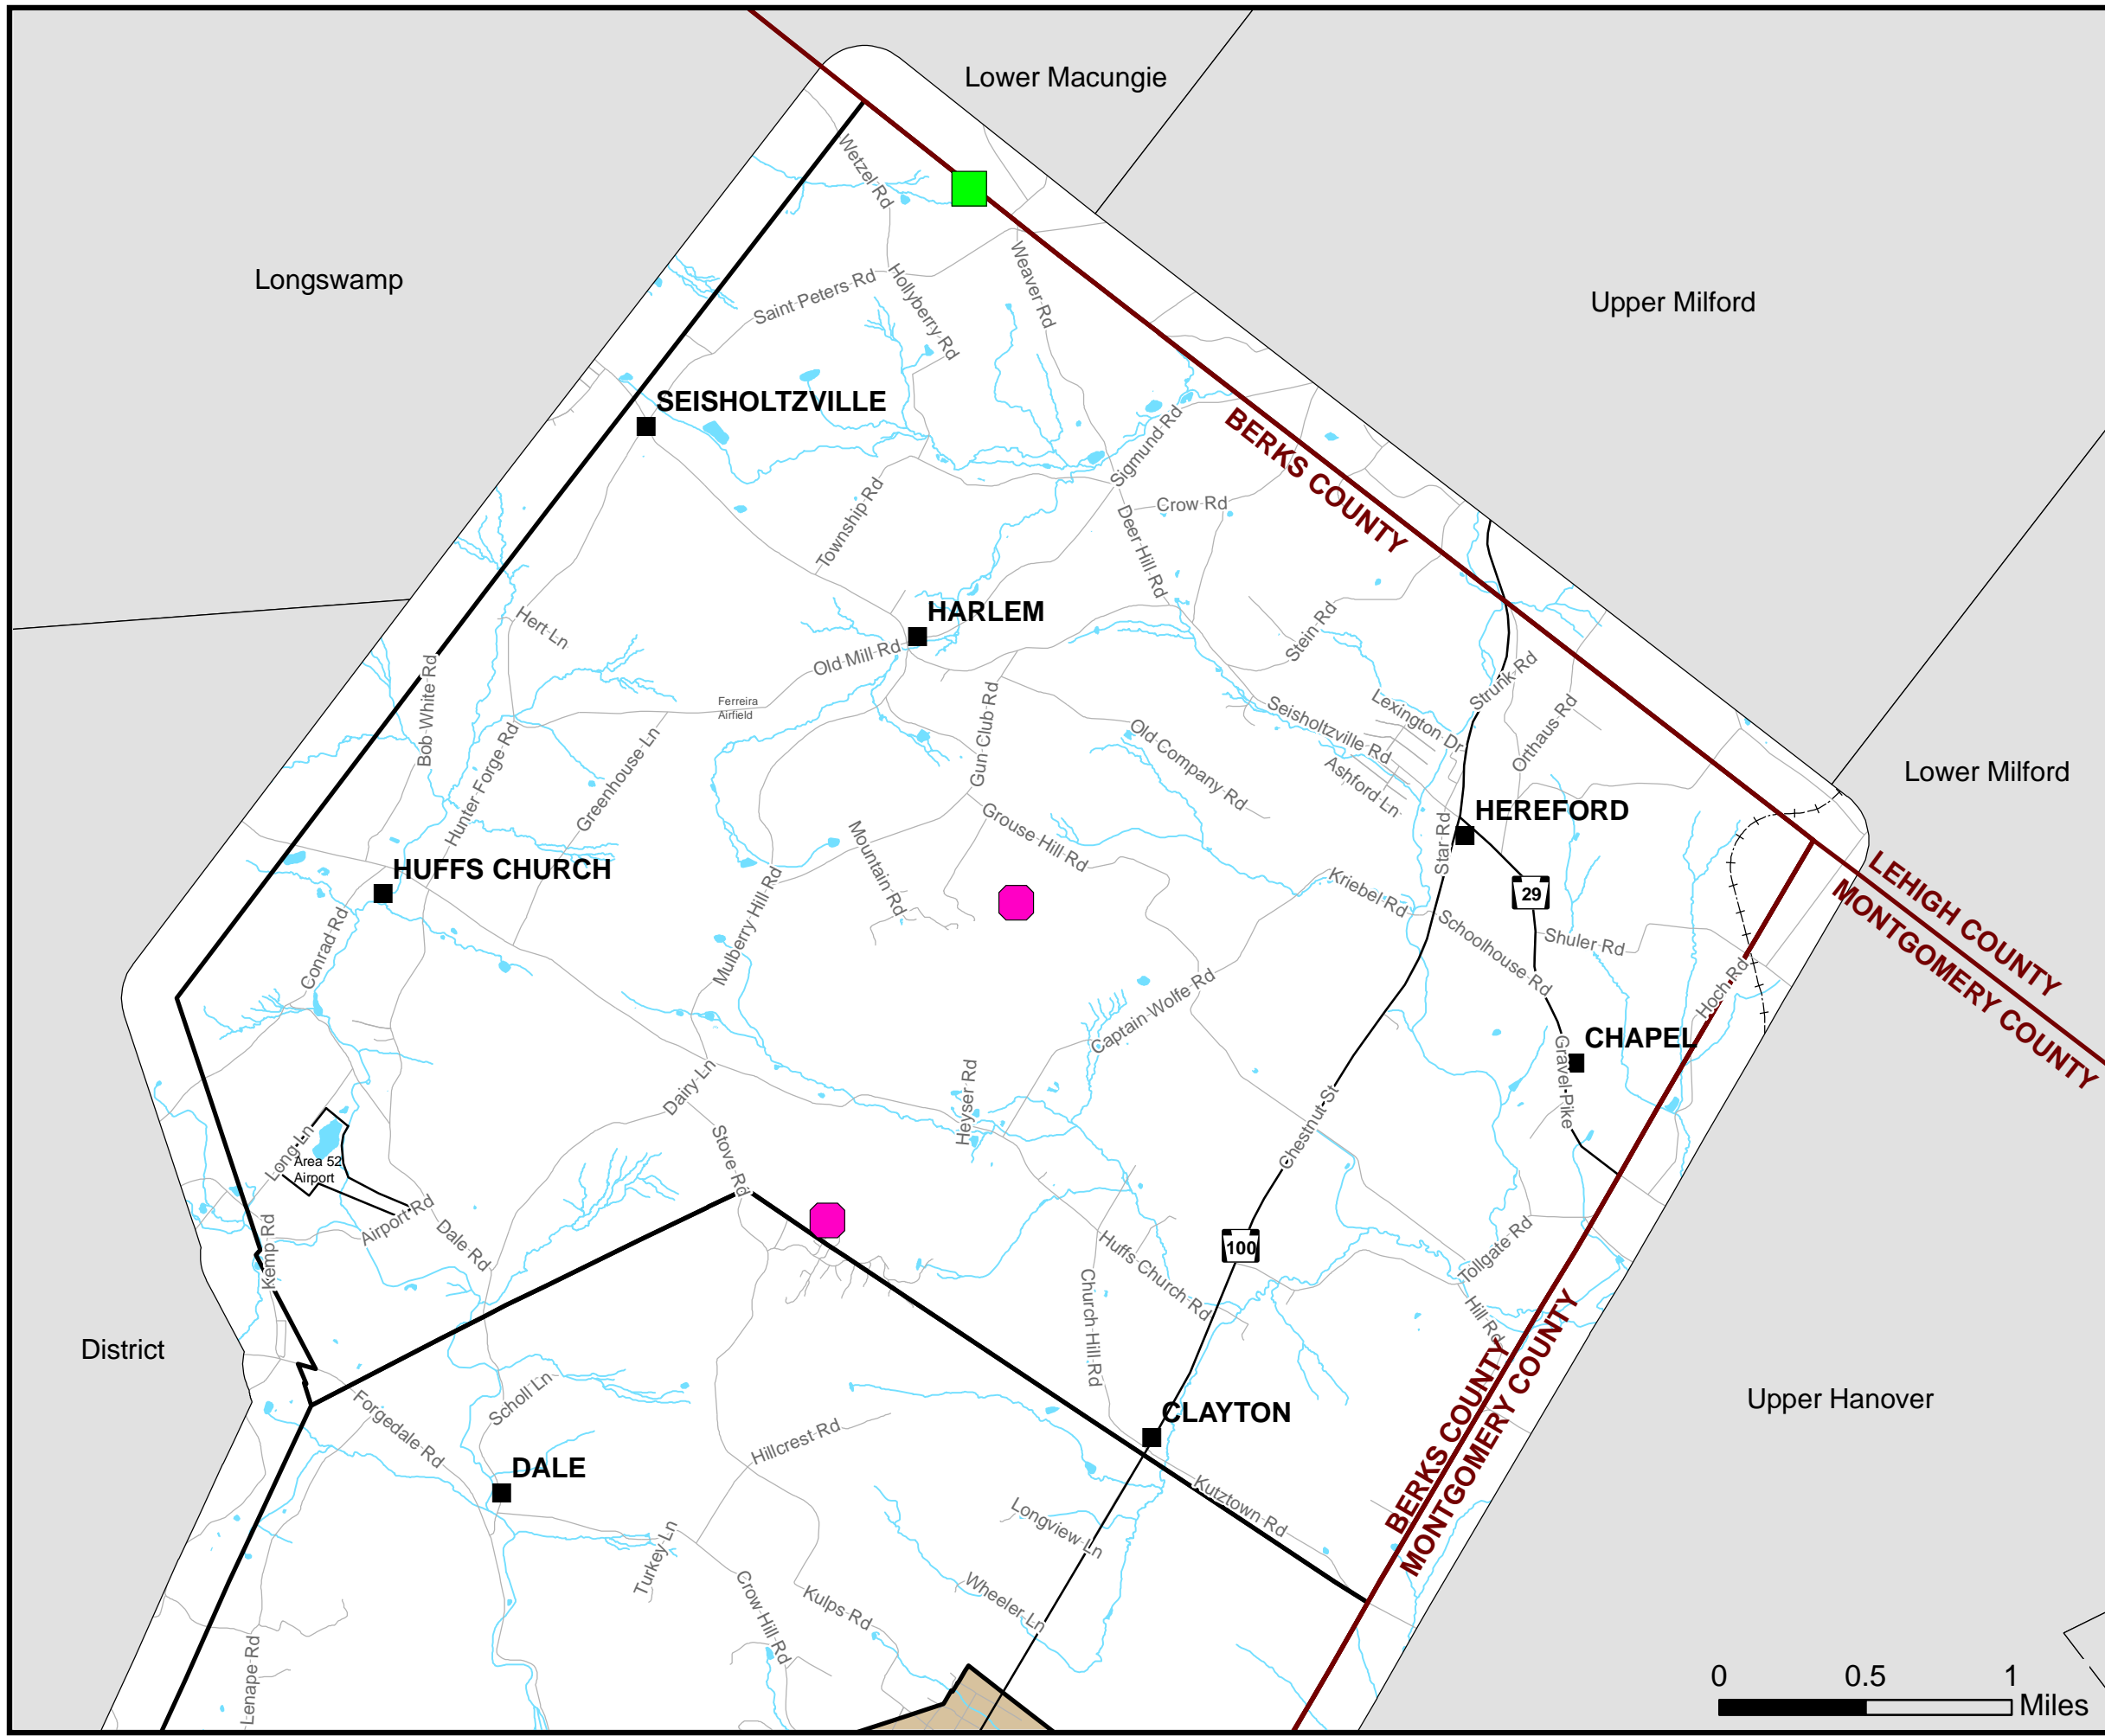 Lower Macungie
Wetzel Rd
Longswamp
Upper Milford
Weaver Rd
Hollyberry Rd
Saint Peters Rd
SEISHOLTZVILLE
BERKS COUNTY
Sigmund Rd
Crow Rd
Township Rd
Deer Hill Rd
HARLEM
Hert Ln
Stein Rd
Old Mill Rd
Bob White Rd
Strunk Rd
Ferreira
Airfield
Gun Club Rd
Lexington Dr
Seisholtzville Rd
Orthaus Rd
Hunter Forge Rd
Greenhouse Ln
Old Company Rd
Ashford Ln
Lower Milford
HEREFORD
Grouse Hill Rd
Mountain Rd
Star Rd
HUFFS CHURCH
LEHIGH COUNTY
MONTGOMERY COUNTY
Kriebel Rd
29
Mulberry Hill Rd
Conrad Rd
Schoolhouse Rd
Shuler Rd
Hoch Rd
Captain Wolfe Rd
CHAPEL
Gravel Pike
Dairy Ln
Heyser Rd
Chestnut St
Stove Rd
Long Ln
Area 52
Airport
Airport Rd
Dale Rd
Kemp Rd
Huffs Church Rd
100
Tollgate Rd
Church Hill Rd
Hill Rd
District
BERKS COUNTY
MONTGOMERY COUNTY
Upper Hanover
Scholl Ln
Forgedale Rd
CLAYTON
Hillcrest Rd
DALE
Kutztown Rd
Longview Ln
Turkey Ln
Crow Hill Rd
Kulps Rd
Wheeler Ln
Lenape Rd
0 0.5 1
Miles